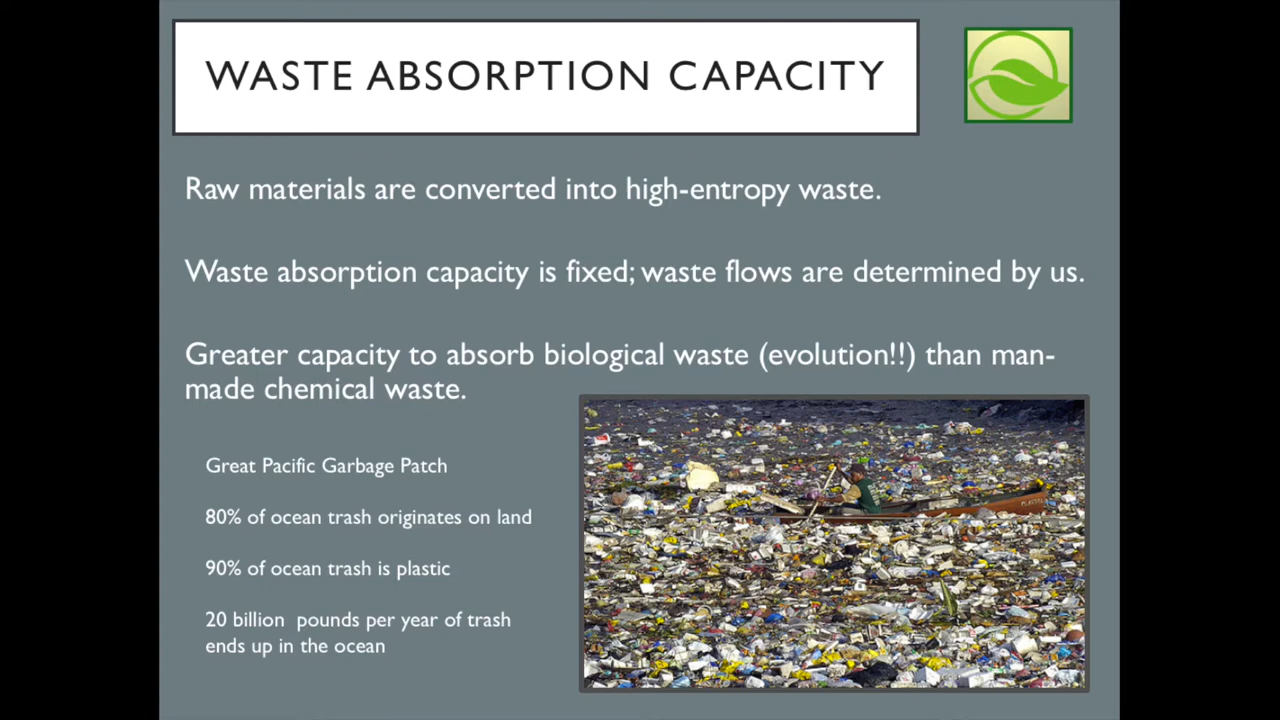 WASTE ABSORPTION CAPACITY
Raw materials are converted into high-entropy waste.
Waste absorption capacity is fixed; waste flows are determined by us.
Greater capacity to absorb biological waste (evolution!!) than man-
made chemical waste.
Great Pacific Garbage Patch
80% of ocean trash originates on land
90% of ocean trash is plastic
20 billion  pounds per year of trash
ends up in the ocean